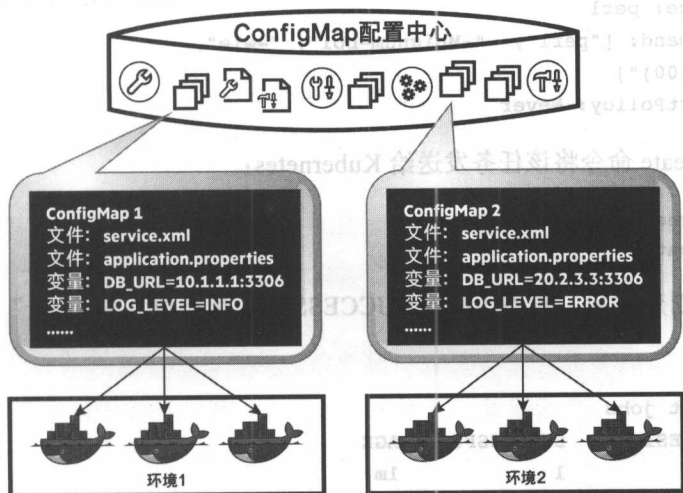 ConfigMap配置中心
ConfigMap 1
文件： service.xml
文件： application.properties
变量： DB_URL=10.1.1.1:3306
变量： LOG_LEVEL=INFO
......
ConfigMap 2
文件： service.xml
文件： application.properties
变量： DB_URL=20.2.3.3:3306
变量： LOG_LEVEL=ERROR
......
环境1
环境2